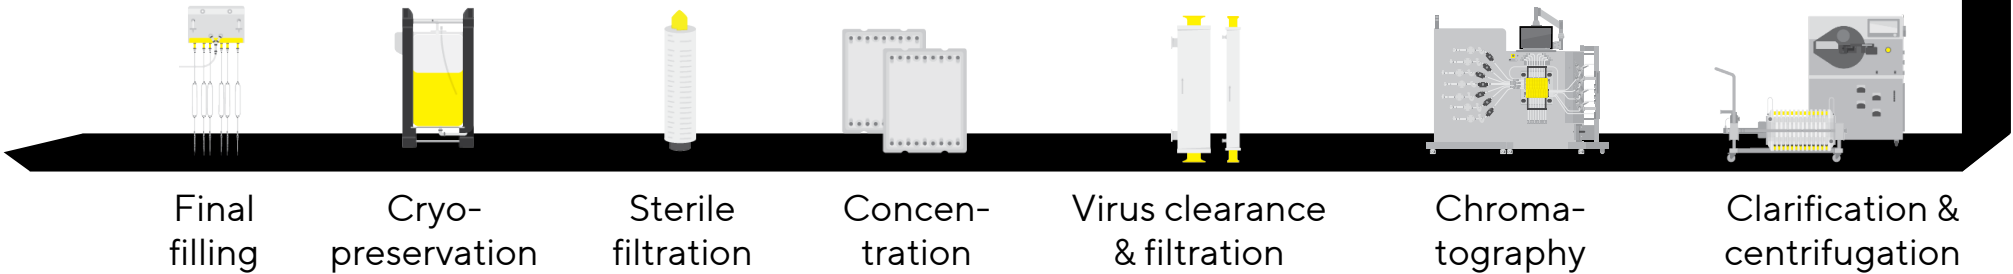 Final
filling
Cryo-
preservation
Sterile
filtration
Concen-
tration
Virus clearance
& filtration
Chroma-
tography
Clarification &
centrifugation